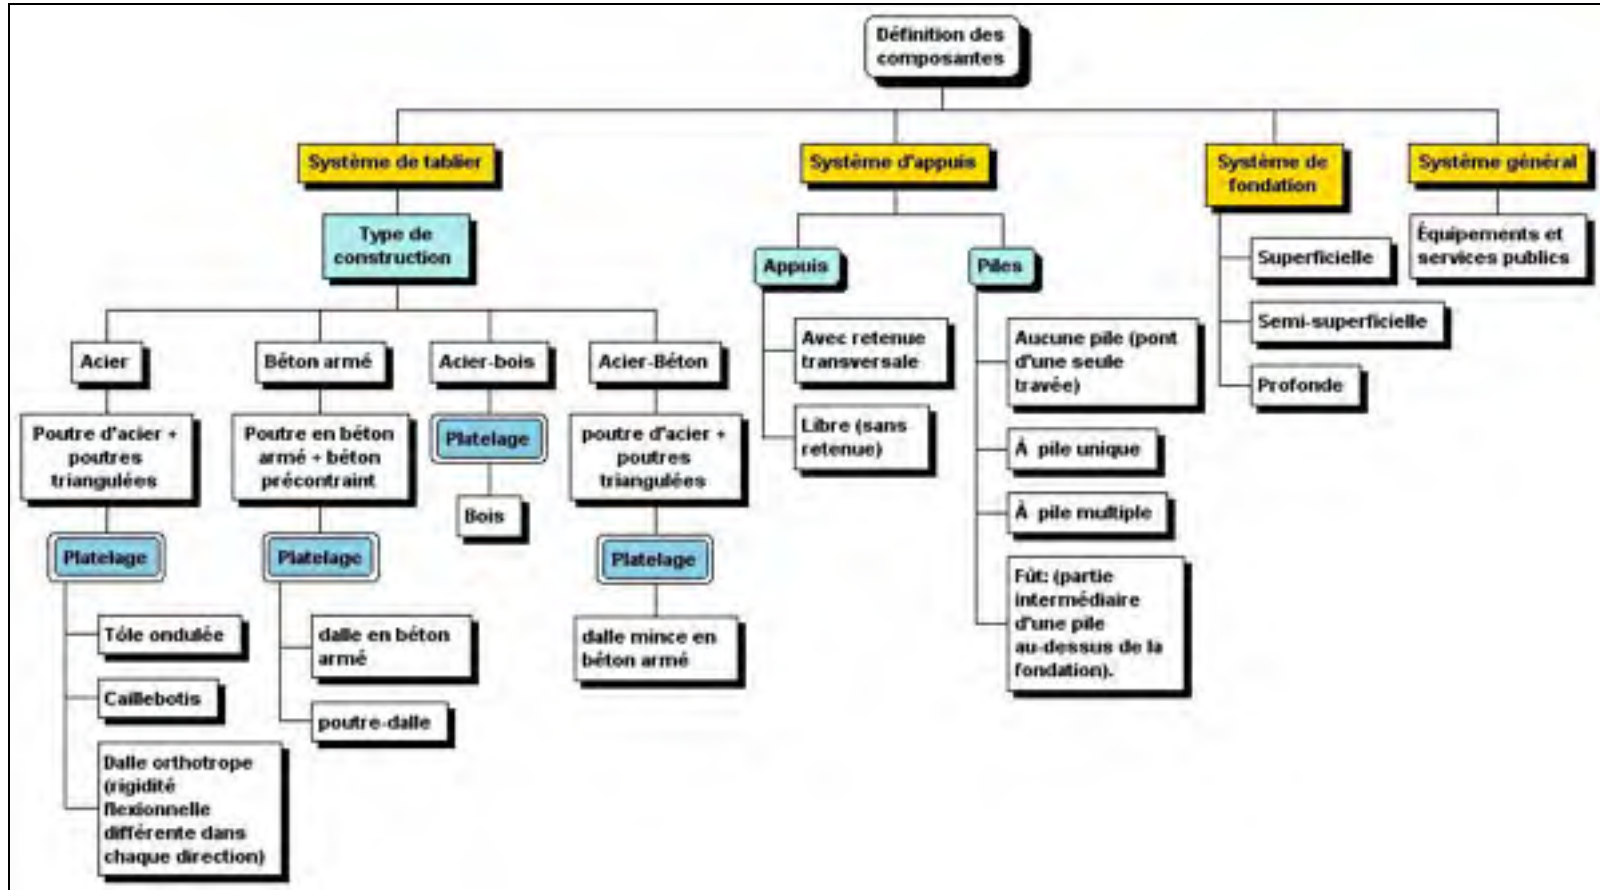 Définition des
composantes
Système de tablier
Système d'appuis
Système de
fondation
Système général
Type de
construction
Appuis
Piles
Superficielle
Semi-superficielle
Profonde
Équipements et
services publics
Acier
Béton armé
Acier-bois
Acier-Béton
Avec retenue
transversale
Libre (sans
retenue)
Aucune pile (pont
d'une seule
travée)
À pile unique
À pile multiple
Fût: (partie
intermédiaire
d'une pile
au-dessus de la
fondation).
Poutre d'acier +
poutres
triangulées
Poutre en béton
armé + béton
précontraint
Platelage
Bois
poutre d'acier +
poutres
triangulées
Platelage
Platelage
Platelage
Tôle ondulée
Caillebotis
Dalle orthotrope
(rigidité
flexionnelle
différente dans
chaque direction)
dalle en béton
armé
poutre-dalle
dalle mince en
béton armé